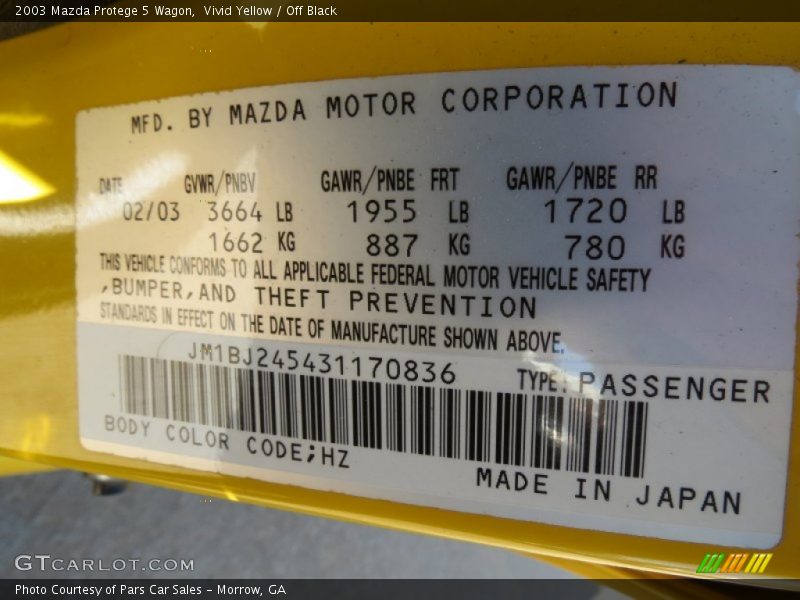 2003 Mazda Protege 5 Wagon, Vivid Yellow / Off Black
MFD. BY MAZDA MOTOR CORPORATION
DATE GVWR/PNBV GAWR/PNBE FRT GAWR/PNBE RR
02/03 3664 LB 1955 LB 1720 LB
1662 KG 887 KG 780 KG
THIS VEHICLE CONFORMS TO ALL APPLICABLE FEDERAL MOTOR VEHICLE SAFETY
,BUMPER,AND THEFT PREVENTION
STANDARDS IN EFFECT ON THE DATE OF MANUFACTURE SHOWN ABOVE.
JM1BJ245431170836 TYPE: PASSENGER
BODY COLOR CODE;HZ
MADE IN JAPAN
GTCARLOT.COM
Photo Courtesy of Pars Car Sales - Morrow, GA